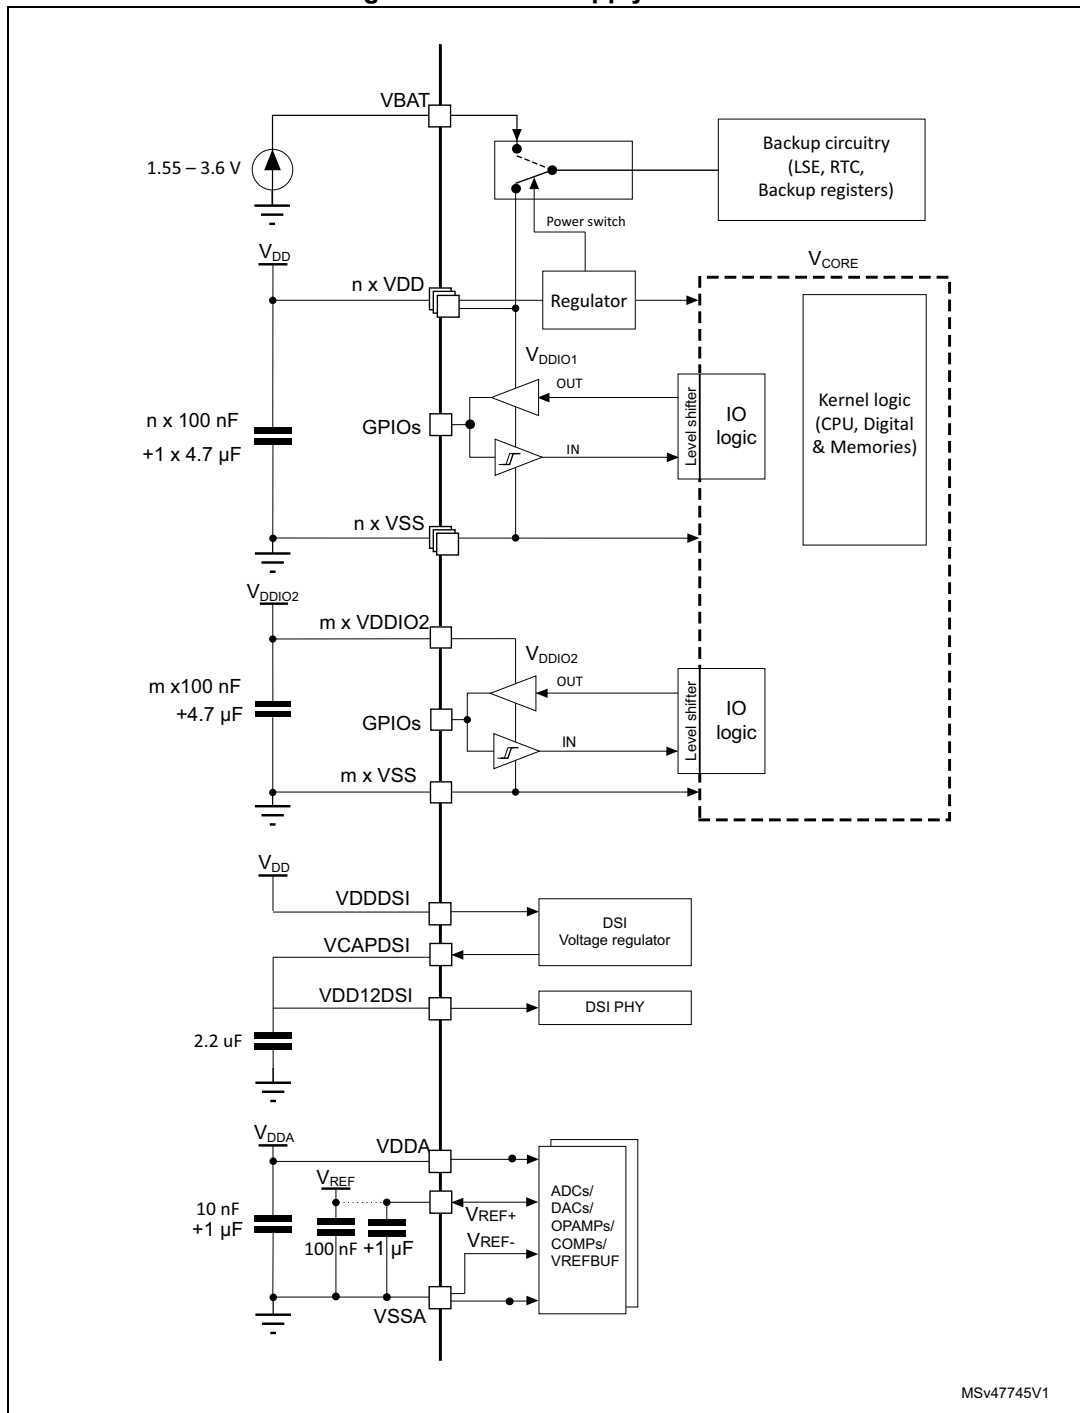 VBAT
1.55 – 3.6 V
Backup circuitry
(LSE, RTC,
Backup registers)
Power switch
VDD
VCORE
n x VDD
Regulator
VDDIO1
OUT
GPIOs
IN
Level shifter
IO
logic
Kernel logic
(CPU, Digital
& Memories)
n x 100 nF
+1 x 4.7 µF
n x VSS
VDDIO2
m x VDDIO2
VDDIO2
OUT
m x100 nF
+4.7 µF
GPIOs
IN
Level shifter
IO
logic
m x VSS
VDD
VDDDSI
DSI
Voltage regulator
VCAPDSI
VDD12DSI
DSI PHY
2.2 uF
VDDA
VDDA
VREF
10 nF
+1 µF
100 nF
+1 µF
VREF+
VREF-
ADCs/
DACs/
OPAMPs/
COMPs/
VREFBUF
VSSA
MSv47745V1